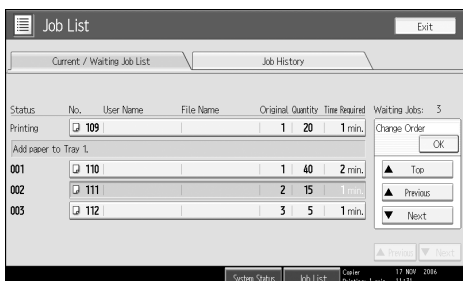 Job List
Exit
Current / Waiting Job List
Job History
Status No. User Name File Name Original Quantity Time Required Waiting Jobs: 3
Printing 109 1 20 1 min. Change Order
Add paper to Tray 1. OK
001 110 1 40 2 min. ▲ Top
002 111 2 15 1 min. ▲ Previous
003 112 3 5 1 min. ▼ Next
▲ Previous ▼ Next
System Status Job List Copier 17 NOV 2006